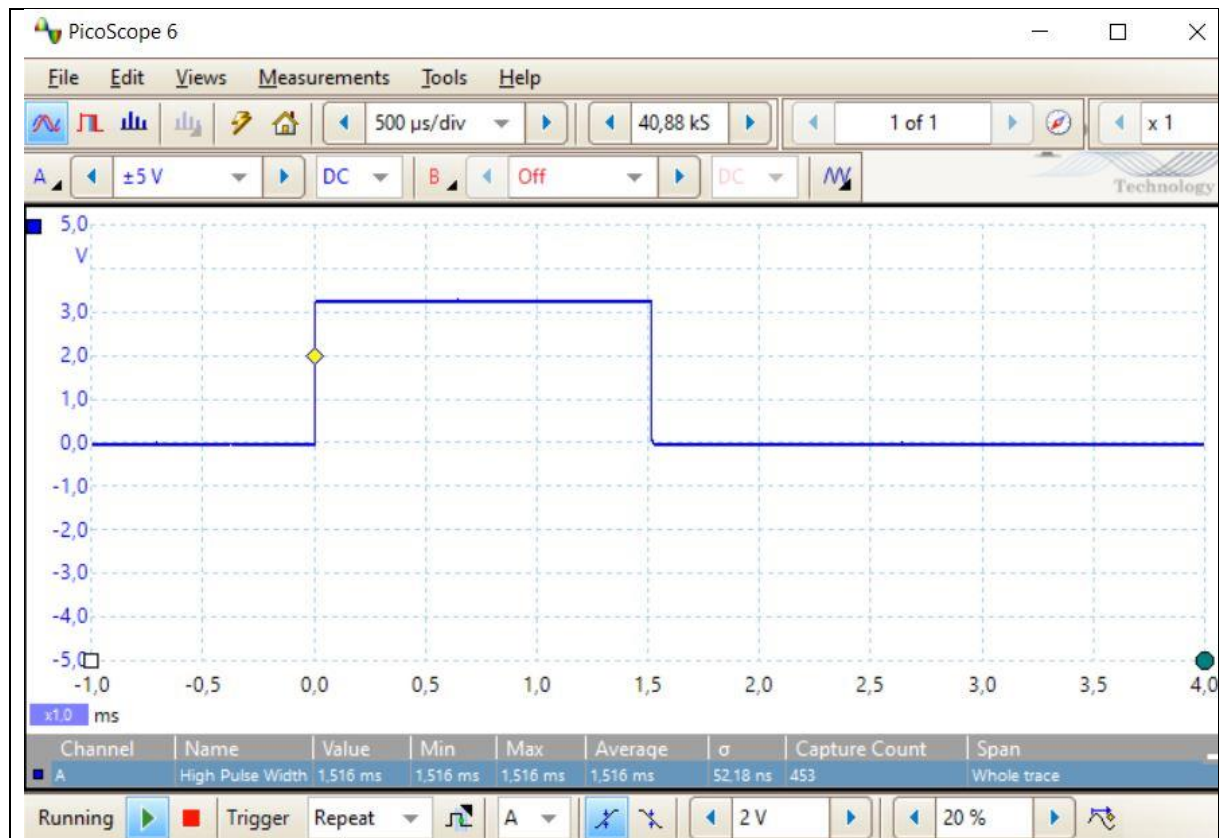 PicoScope 6
File Edit Views Measurements Tools Help
500 µs/div 40,88 kS 1 of 1 x 1
A ±5 V DC B Off DC Technology
5,0
V
3,0
2,0
1,0
0,0
-1,0
-2,0
-3,0
-4,0
-5,0
-1,0 -0,5 0,0 0,5 1,0 1,5 2,0 2,5 3,0 3,5 4,0
x1,0 ms
Channel Name Value Min Max Average σ Capture Count Span
A High Pulse Width 1,516 ms 1,516 ms 1,516 ms 1,516 ms 52,18 ns 453 Whole trace
Running Trigger Repeat A 2 V 20 %